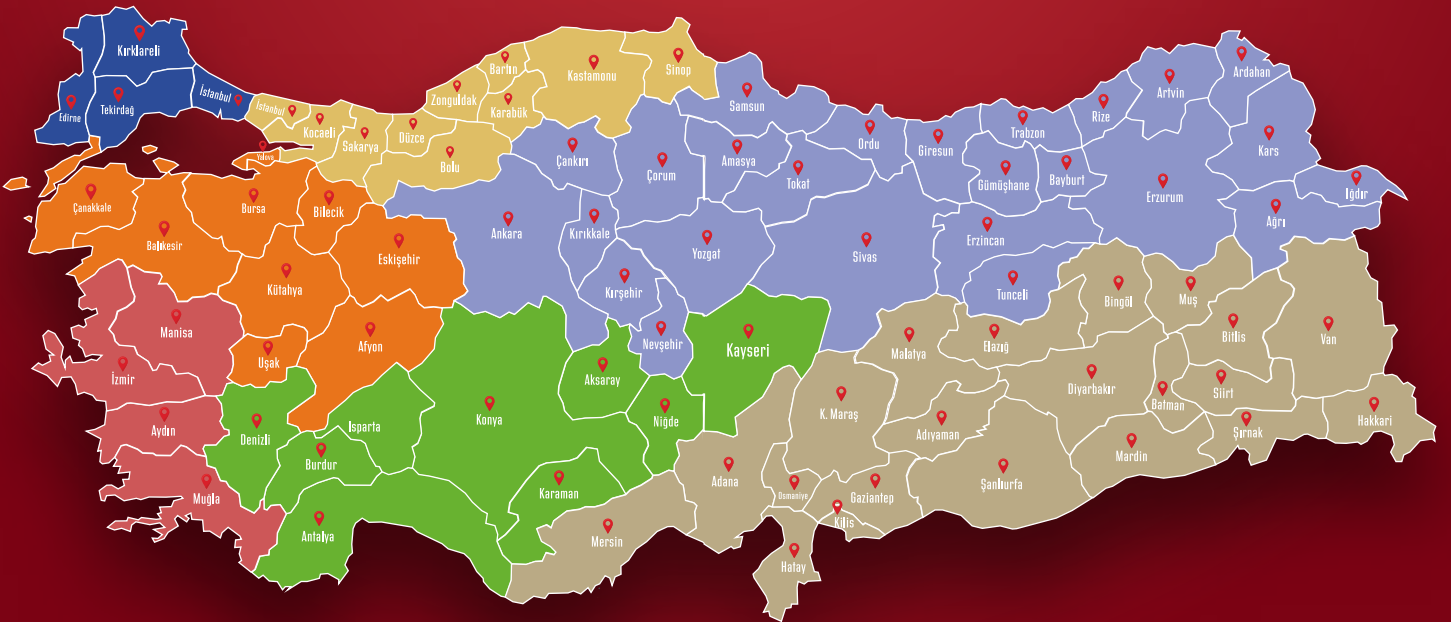 Kırklareli
Edirne
Tekirdağ
İstanbul
İstanbul
Kocaeli
Yalova
Sakarya
Düzce
Bolu
Zonguldak
Bartın
Karabük
Kastamonu
Sinop
Samsun
Çankırı
Çorum
Amasya
Tokat
Ordu
Giresun
Trabzon
Gümüşhane
Bayburt
Rize
Artvin
Ardahan
Kars
Iğdır
Ağrı
Erzurum
Erzincan
Tunceli
Sivas
Yozgat
Ankara
Kırıkkale
Kırşehir
Nevşehir
Çanakkale
Balıkesir
Bursa
Bilecik
Eskişehir
Kütahya
Afyon
Uşak
Manisa
İzmir
Aydın
Muğla
Denizli
Burdur
Isparta
Antalya
Konya
Karaman
Aksaray
Niğde
Kayseri
Mersin
Adana
Osmaniye
Hatay
Kilis
Gaziantep
K. Maraş
Malatya
Adıyaman
Şanlıurfa
Elazığ
Bingöl
Muş
Bitlis
Van
Diyarbakır
Batman
Siirt
Mardin
Şırnak
Hakkari